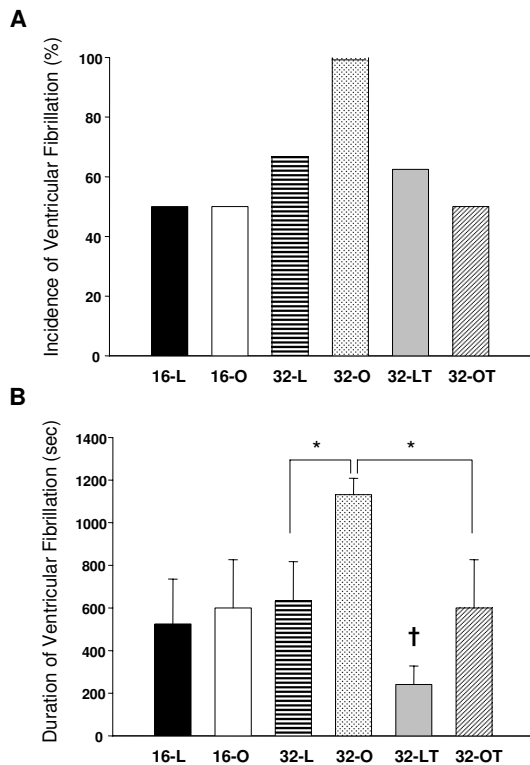 A
Incidence of Ventricular Fibrillation (%)
100
80
60
40
20
0
16-L 16-O 32-L 32-O 32-LT 32-OT
B
Duration of Ventricular Fibrillation (sec)
1400
1200
1000
800
600
400
200
0
* *
†
16-L 16-O 32-L 32-O 32-LT 32-OT